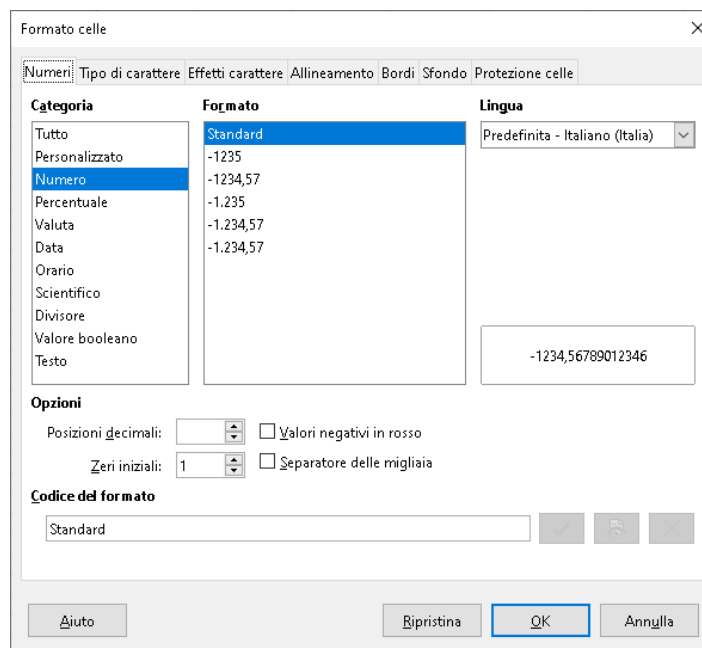 Formato celle
Numeri Tipo di carattere Effetti carattere Allineamento Bordi Sfondo Protezione celle
Categoria
Tutto
Personalizzato
Numero
Percentuale
Valuta
Data
Orario
Scientifico
Divisore
Valore booleano
Testo
Formato
Standard
-1235
-1234,57
-1.235
-1.234,57
-1.234,57
Lingua
Predefinita - Italiano (Italia)
-1234,56789012346
Opzioni
Posizioni decimali:
Valori negativi in rosso
Zeri iniziali: 1
Separatore delle migliaia
Codice del formato
Standard
Aiuto Ripristina OK Annulla